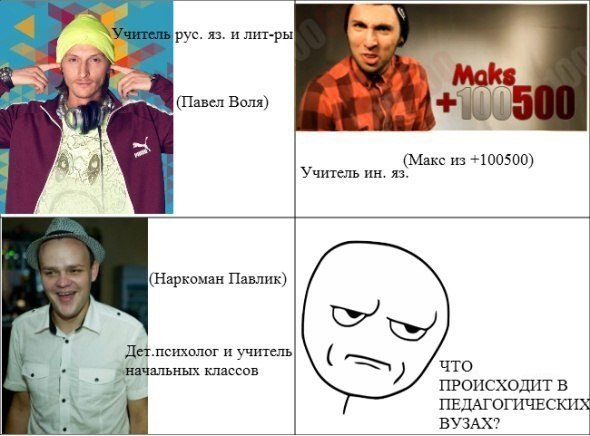 Учитель рус. яз. и лит-ры
(Павел Воля)
Maks
+100500
(Макс из +100500)
Учитель ин. яз.
(Наркоман Павлик)
Дет.психолог и учитель
начальных классов
ЧТО
ПРОИСХОДИТ В
ПЕДАГОГИЧЕСКИХ
ВУЗАХ?